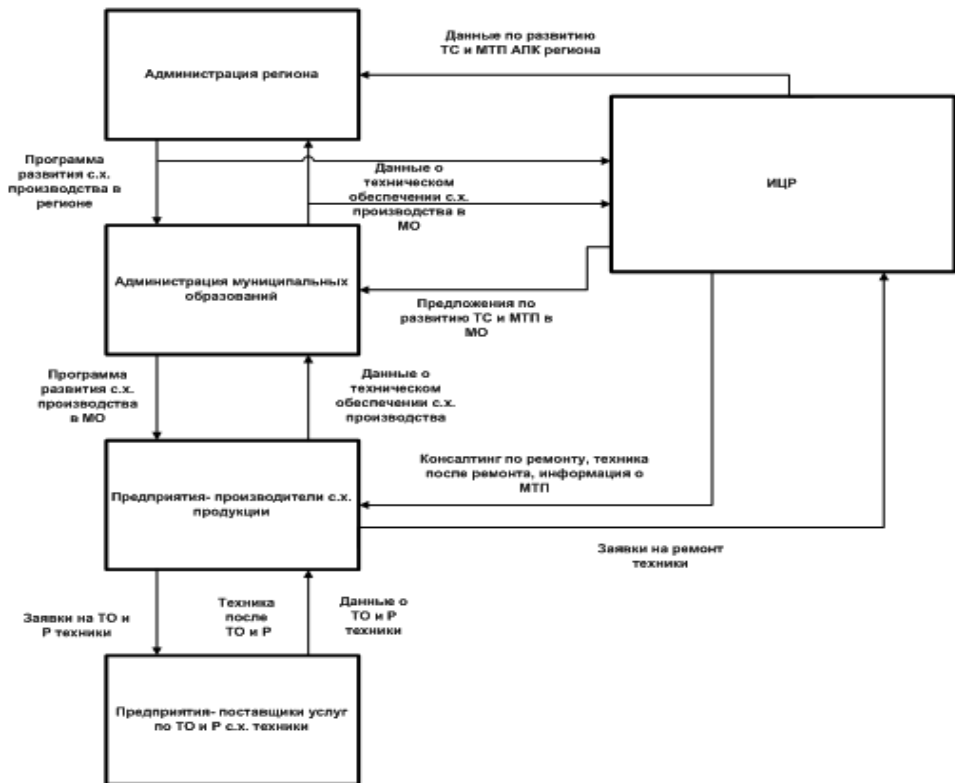 Данные по развитию
ТС и МТП АПК региона
Администрация региона
ИЦР
Программа
развития с.х.
производства в
регионе
Данные о
техническом
обеспечении с.х.
производства в
МО
Администрация муниципальных
образований
Предложения по
развитию ТС и МТП в
МО
Программа
развития с.х.
производства
в МО
Данные о
техническом
обеспечении с.х.
производства
Консалтинг по ремонту, техника
после ремонта, информация о
МТП
Предприятия- производители с.х.
продукции
Заявки на ремонт
техники
Заявки на ТО и
Р техники
Техника
после
ТО и Р
Данные о
ТО и Р
техники
Предприятия- поставщики услуг
по ТО и Р с.х. техники